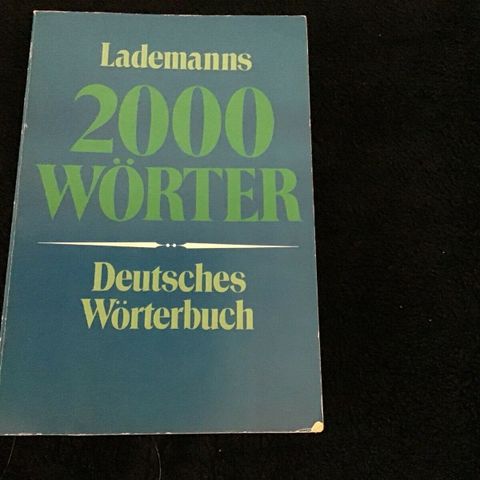 Lademanns
2000
WÖRTER
Deutsches
Wörterbuch